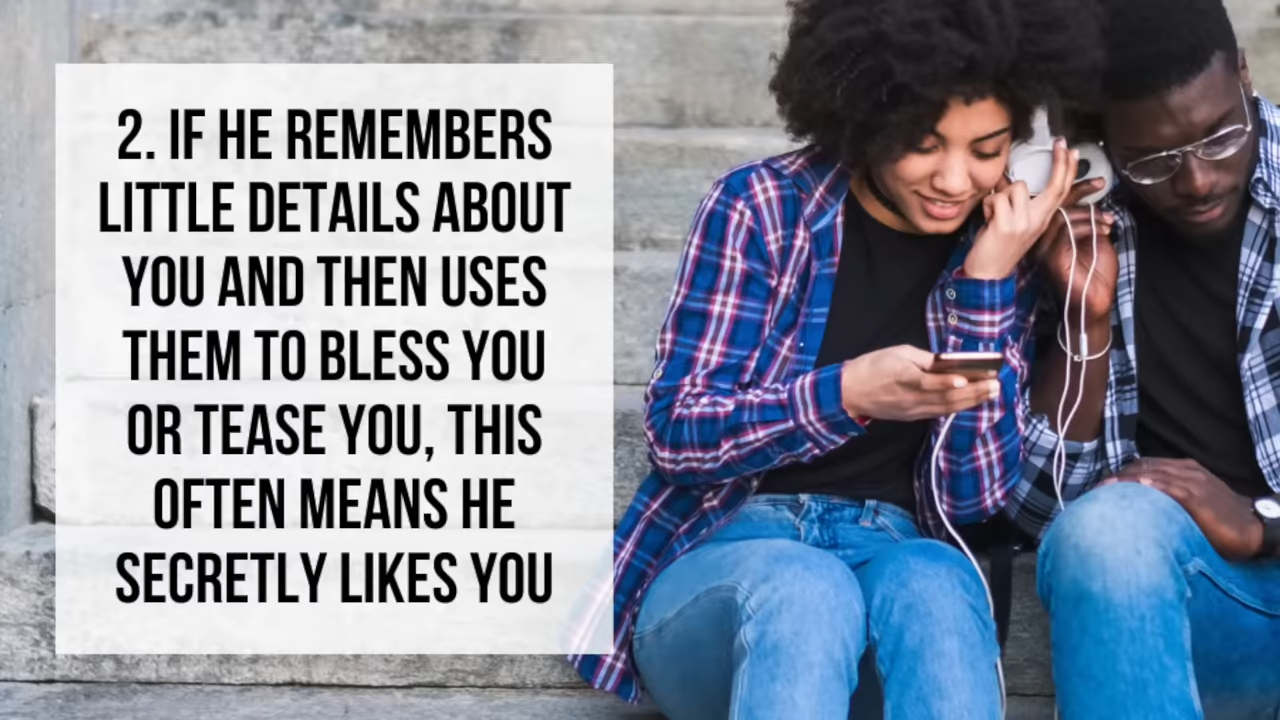 2. IF HE REMEMBERS
LITTLE DETAILS ABOUT
YOU AND THEN USES
THEM TO BLESS YOU
OR TEASE YOU, THIS
OFTEN MEANS HE
SECRETLY LIKES YOU